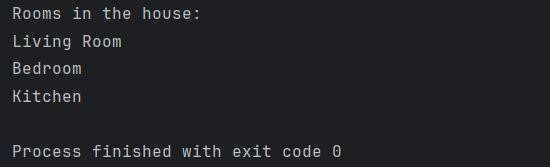 Rooms in the house:
Living Room
Bedroom
Kitchen
Process finished with exit code 0